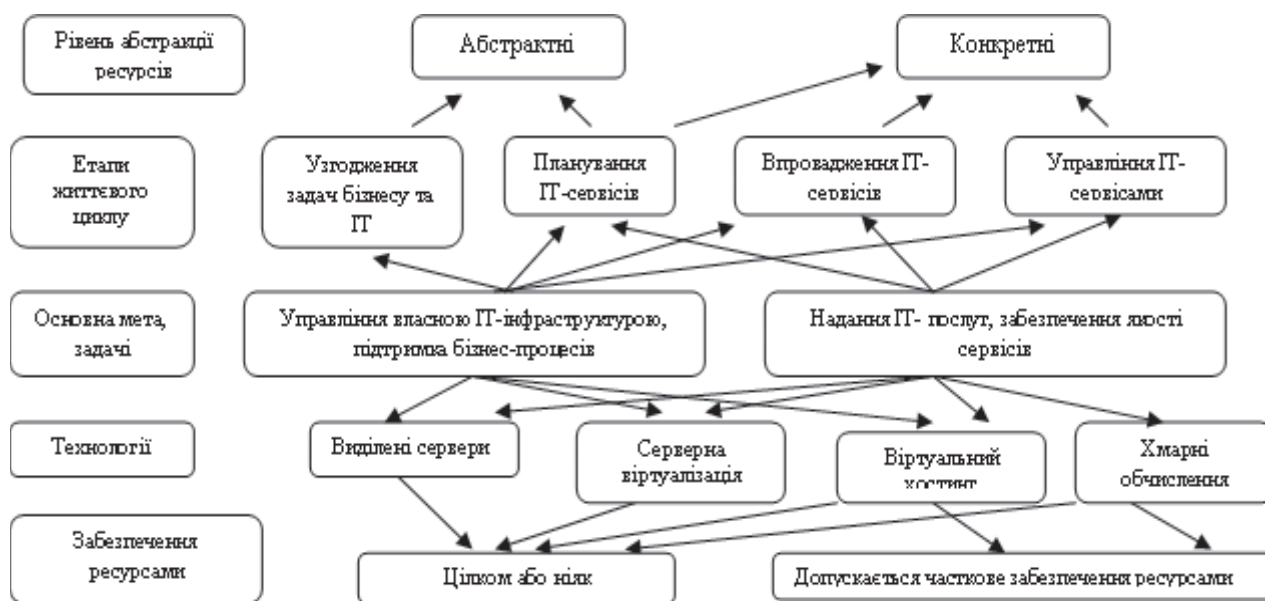 Рівень абстракції
ресурсів
Абстрактні
Конкретні
Етапи
життєвого
циклу
Узгодження
задач бізнесу та
ІТ
Планування
ІТ-сервісів
Впровадження ІТ-
сервісів
Управління ІТ-
сервісами
Основна мета,
задачі
Управління власною ІТ-інфраструктурою,
підтримка бізнес-процесів
Надання ІТ- послуг, забезпечення якості
сервісів
Технології
Виділені сервери
Серверна
віртуалізація
Віртуальний
хостинг
Хмарні
обчислення
Забезпечення
ресурсами
Цілком або ніяк
Допускається часткове забезпечення ресурсами